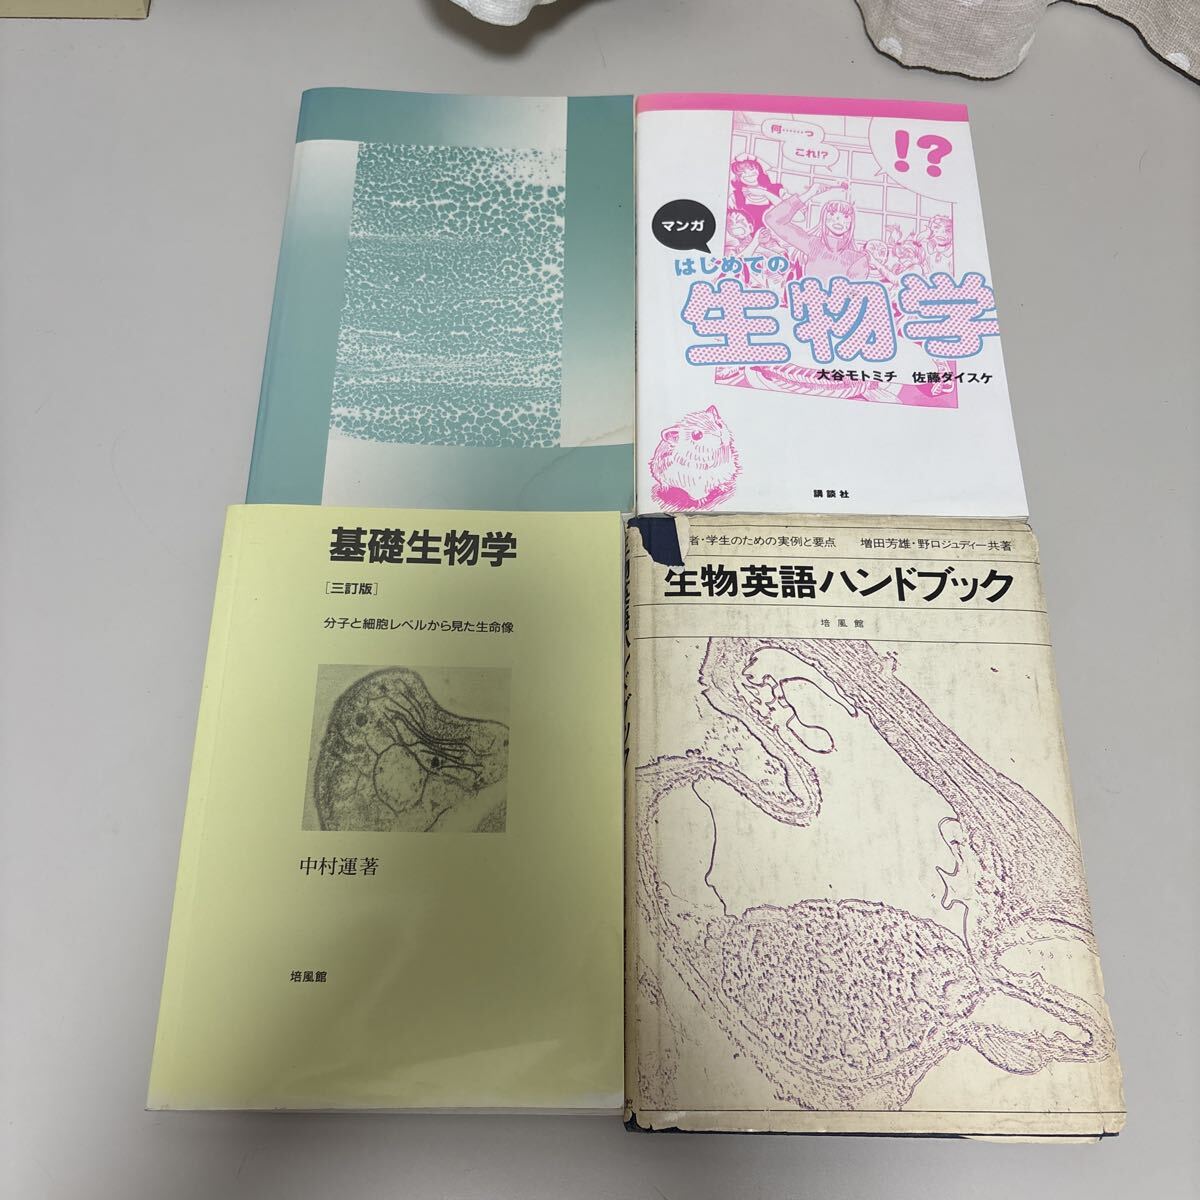 何……っ
これ!?
!?
マンガ
はじめての
生物学
大谷モトミチ 佐藤ダイスケ
講談社
基礎生物学
[三訂版]
分子と細胞レベルから見た生命像
中村運著
培風館
者・学生のための実例と要点 増田芳雄・野口ジュディー共著
生物英語ハンドブック
培風館